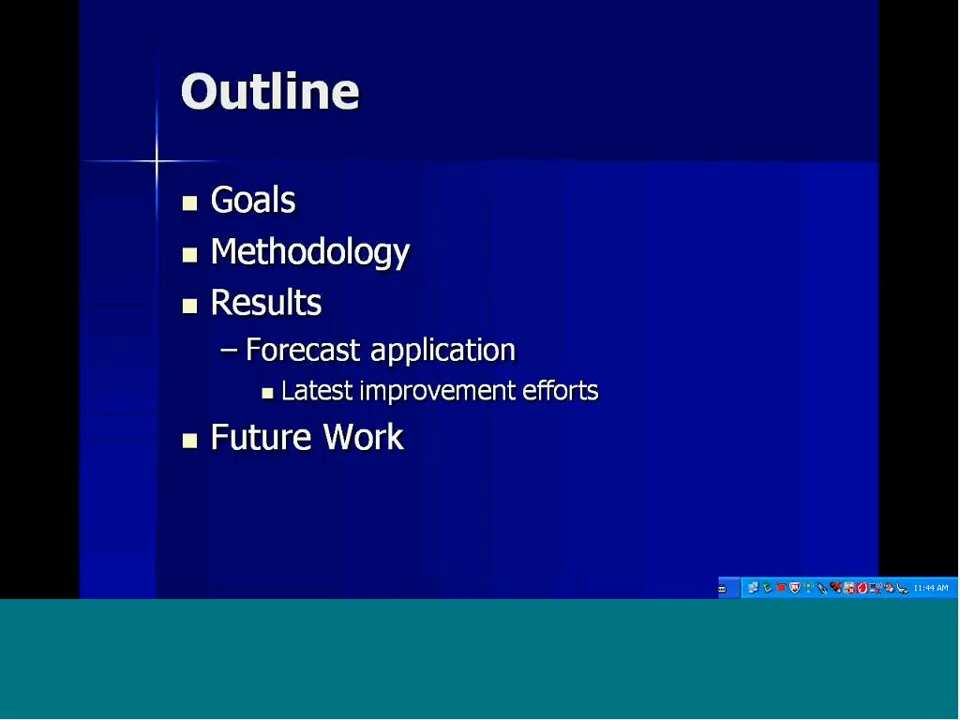 Outline
Goals
Methodology
Results
– Forecast application
Latest improvement efforts
Future Work
11:44 AM